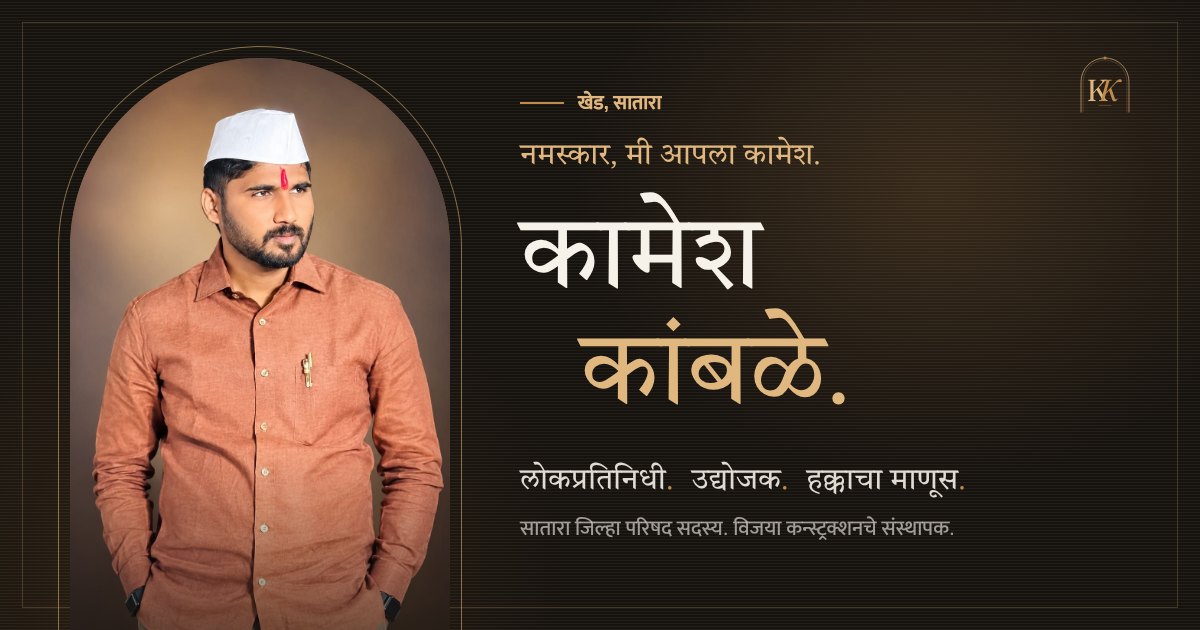 खेड, सातारा
KK
नमस्कार, मी आपला कामेश.
कामेश
कांबळे.
लोकप्रतिनिधी. उद्योजक. हक्काचा माणूस.
सातारा जिल्हा परिषद सदस्य. विजया कन्स्ट्रक्शनचे संस्थापक.